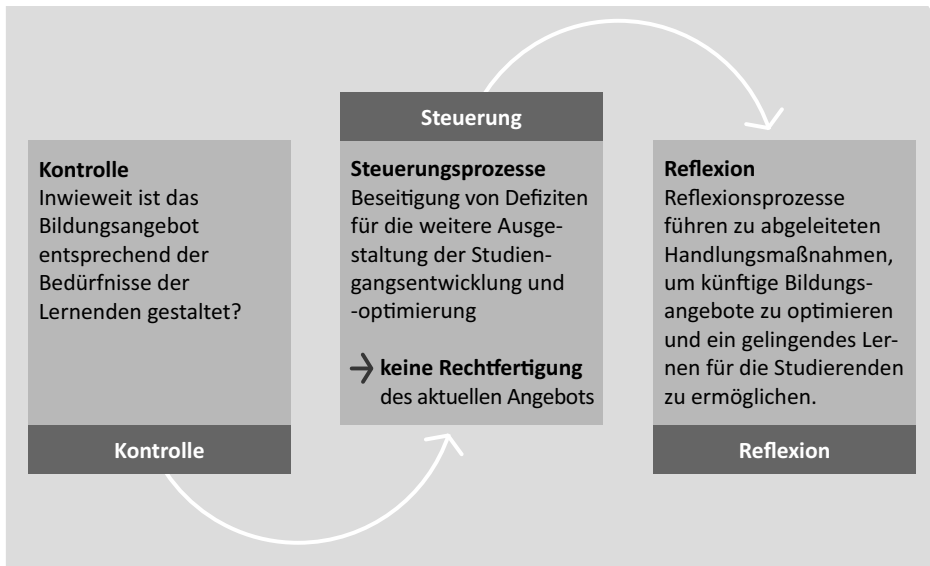 Kontrolle
Inwieweit ist das
Bildungsangebot
entsprechend der
Bedürfnisse der
Lernenden gestaltet?
Kontrolle
Steuerung
Steuerungsprozesse
Beseitigung von Defiziten
für die weitere Ausge-
staltung der Studien-
gangsentwicklung und
-optimierung
keine Rechtfertigung
des aktuellen Angebots
Reflexion
Reflexionsprozesse
führen zu abgeleiteten
Handlungsmaßnahmen,
um künftige Bildungs-
angebote zu optimieren
und ein gelingendes Ler-
nen für die Studierenden
zu ermöglichen.
Reflexion